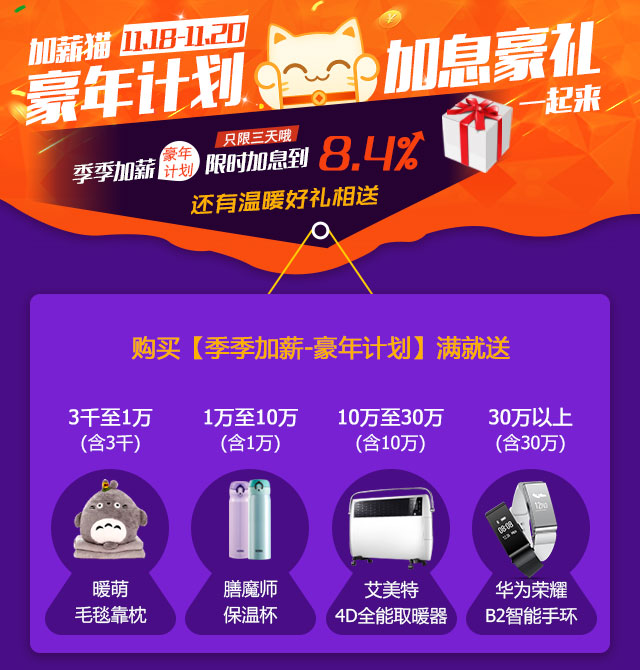 加薪猫 11.18-11.20
豪年计划
加息豪礼
一起来
只限三天哦
季季加薪 豪年计划 限时加息到 8.4%
还有温暖好礼相送
购买【季季加薪-豪年计划】满就送
3千至1万 1万至10万 10万至30万 30万以上
(含3千) (含1万) (含10万) (含30万)
暖萌 膳魔师 艾美特 华为荣耀
毛毯靠枕 保温杯 4D全能取暖器 B2智能手环